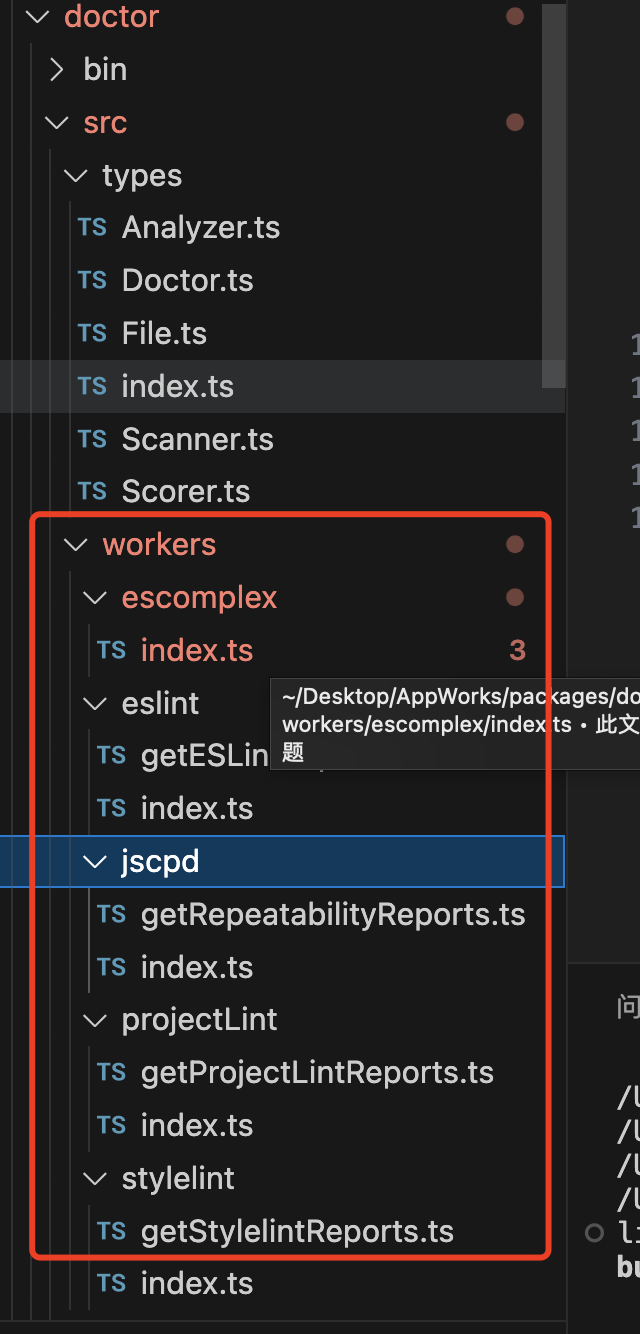 doctor
bin
src
types
TS Analyzer.ts
TS Doctor.ts
TS File.ts
TS index.ts
TS Scanner.ts
TS Scorer.ts
workers
escomplex
TS index.ts 3
eslint
~/Desktop/AppWorks/packages/do
workers/escomplex/index.ts • 此文
题
TS getESLin
TS index.ts
jscpd
TS getRepeatabilityReports.ts
TS index.ts
projectLint
问
TS getProjectLintReports.ts
TS index.ts
stylelint
TS getStylelintReports.ts
TS index.ts